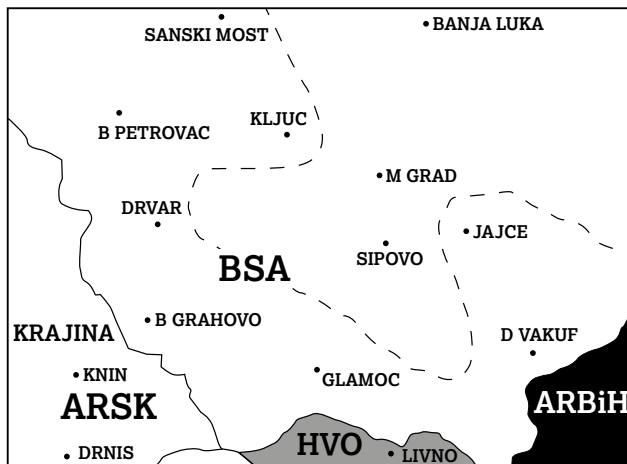 SANSKI MOST
BANJA LUKA
B PETROVAC
KLJUC
M GRAD
DRVAR
JAJCE
SIPOVO
BSA
B GRAHOVO
KRAJINA
D VAKUF
KNIN
GLAMOC
ARSK
ARBiH
HVO
DRNIS
LIVNO